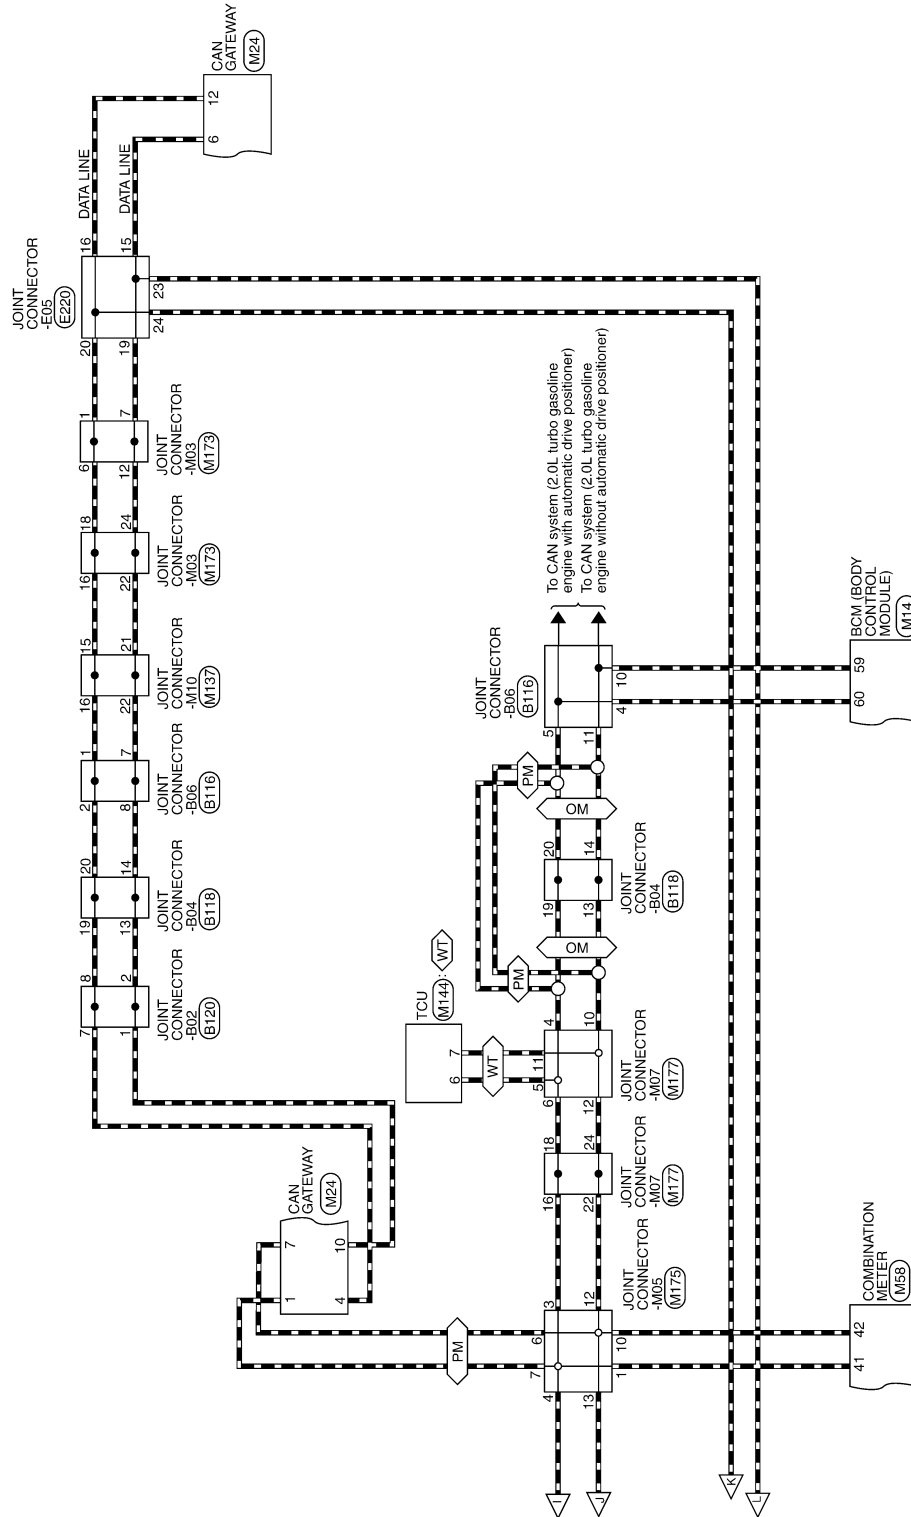 CAN
GATEWAY
M24
12
6
DATA LINE
DATA LINE
16
15
JOINT
CONNECTOR
-E05
E220
23
24
20
19
1
7
JOINT
CONNECTOR
-M03
M173
6
12
18
24
JOINT
CONNECTOR
-M03
M173
16
22
15
21
JOINT
CONNECTOR
-M10
M137
16
22
1
7
JOINT
CONNECTOR
-B06
B116
2
8
20
14
JOINT
CONNECTOR
-B04
B118
19
13
8
2
JOINT
CONNECTOR
-B02
B120
7
1
CAN
GATEWAY
M24
7
10
1
4
PM
To CAN system (2.0L turbo gasoline
engine with automatic drive positioner)
To CAN system (2.0L turbo gasoline
engine without automatic drive positioner)
JOINT
CONNECTOR
-B06
B116
10
4
5
11
BCM (BODY
CONTROL
MODULE)
M14
59
60
PM
OM
20
14
JOINT
CONNECTOR
-B04
B118
19
13
OM
PM
TCU
M144 : WT
7
6
WT
11
5
4
10
JOINT
CONNECTOR
-M07
M177
6
12
18
24
JOINT
CONNECTOR
-M07
M177
16
22
JOINT
CONNECTOR
-M05
M175
3
12
6
7
10
1
4
13
COMBINATION
METER
M58
42
41
I
J
K
L